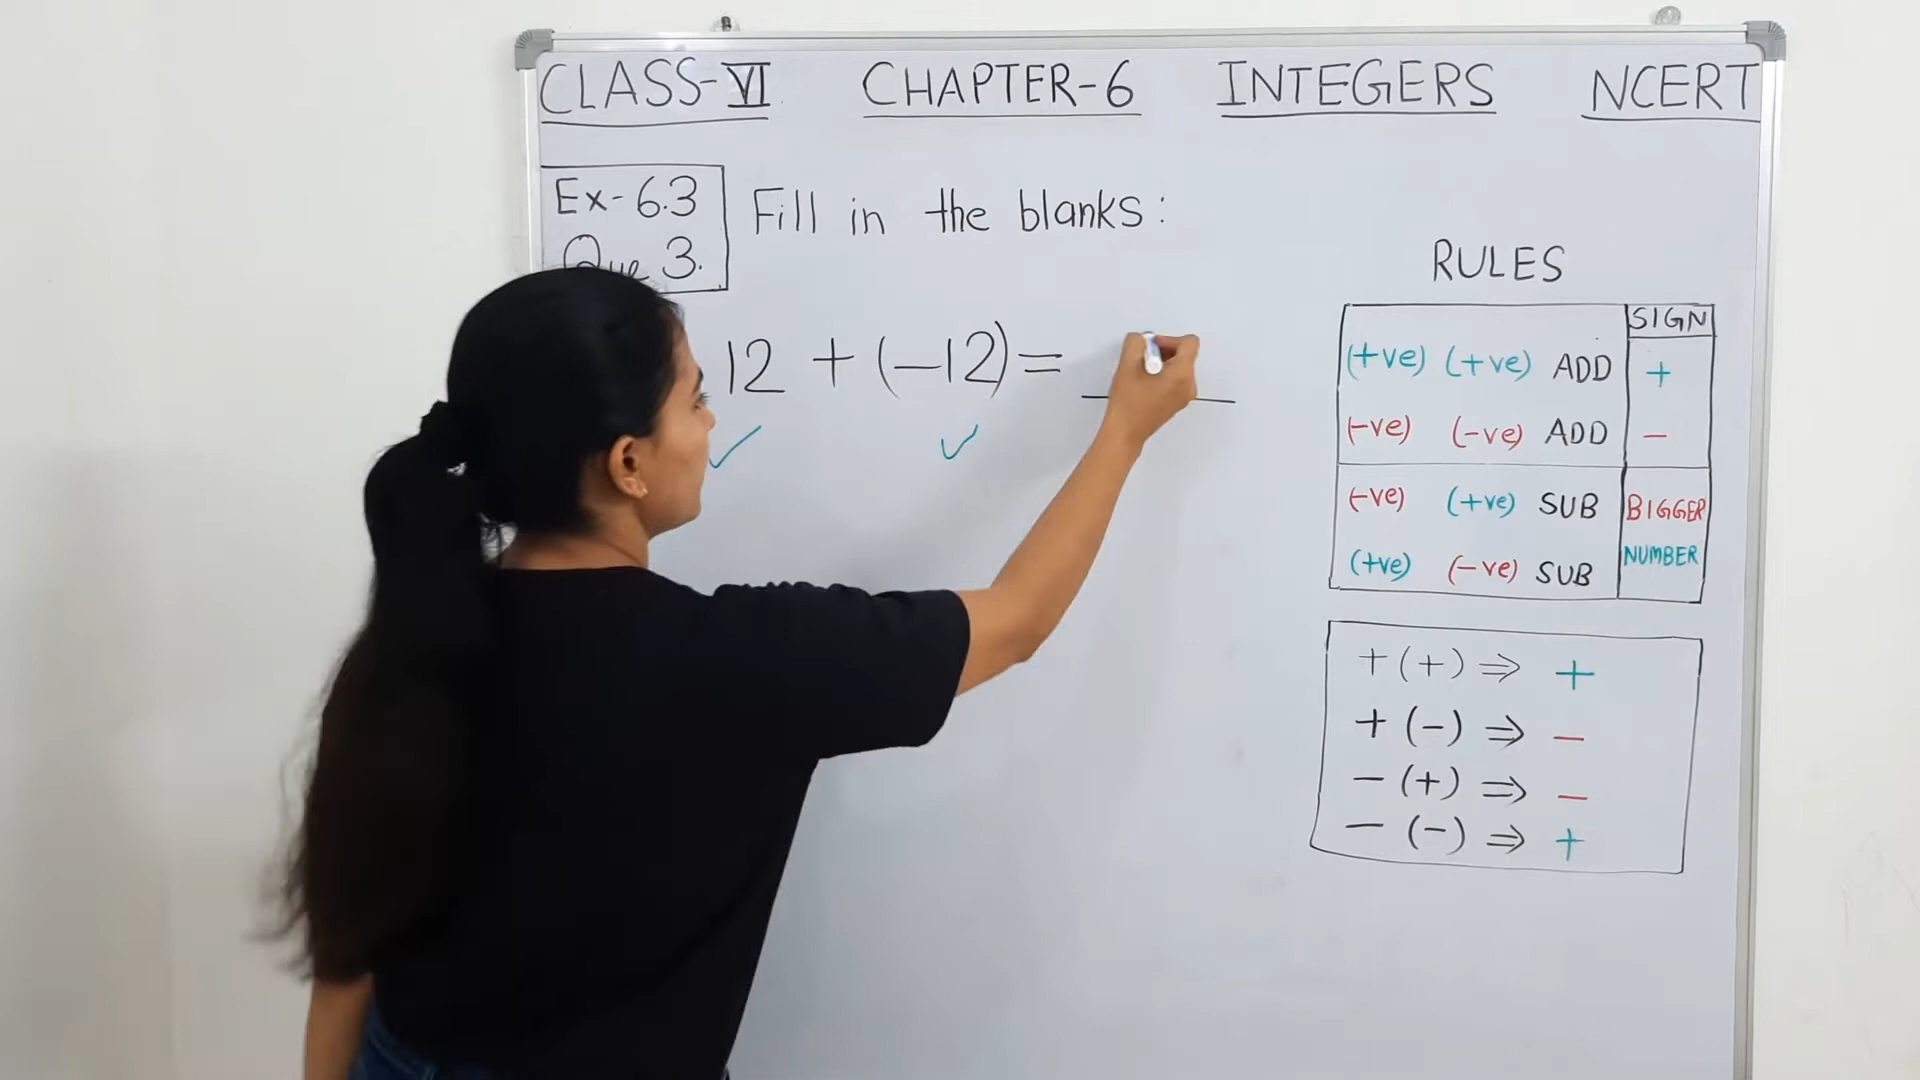 CLASS-VI CHAPTER-6 INTEGERS NCERT
Ex-6.3
Que 3.
Fill in the blanks:
12 + (-12) = ____
RULES
SIGN
(+ve) (+ve) ADD +
(-ve) (-ve) ADD -
(-ve) (+ve) SUB BIGGER
(+ve) (-ve) SUB NUMBER
+ (+) ⇒ +
+ (-) ⇒ -
- (+) ⇒ -
- (-) ⇒ +